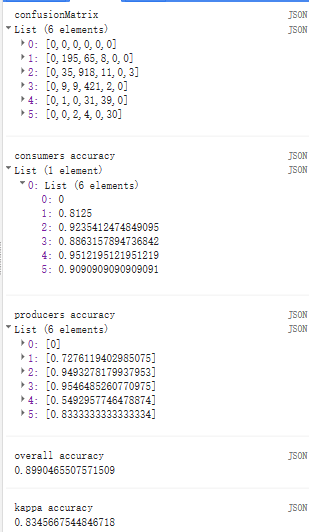 confusionMatrix JSON
List (6 elements) JSON
0: [0,0,0,0,0,0]
1: [0,195,65,8,0,0]
2: [0,35,918,11,0,3]
3: [0,9,9,421,2,0]
4: [0,1,0,31,39,0]
5: [0,0,2,4,0,30]
consumers accuracy JSON
List (1 element) JSON
0: List (6 elements)
0: 0
1: 0.8125
2: 0.9235412474849095
3: 0.8863157894736842
4: 0.9512195121951219
5: 0.9090909090909091
producers accuracy JSON
List (6 elements) JSON
0: [0]
1: [0.7276119402985075]
2: [0.9493278179937953]
3: [0.9546485260770975]
4: [0.5492957746478874]
5: [0.8333333333333334]
overall accuracy JSON
0.8990465507571509
kappa accuracy JSON
0.8345667544846718